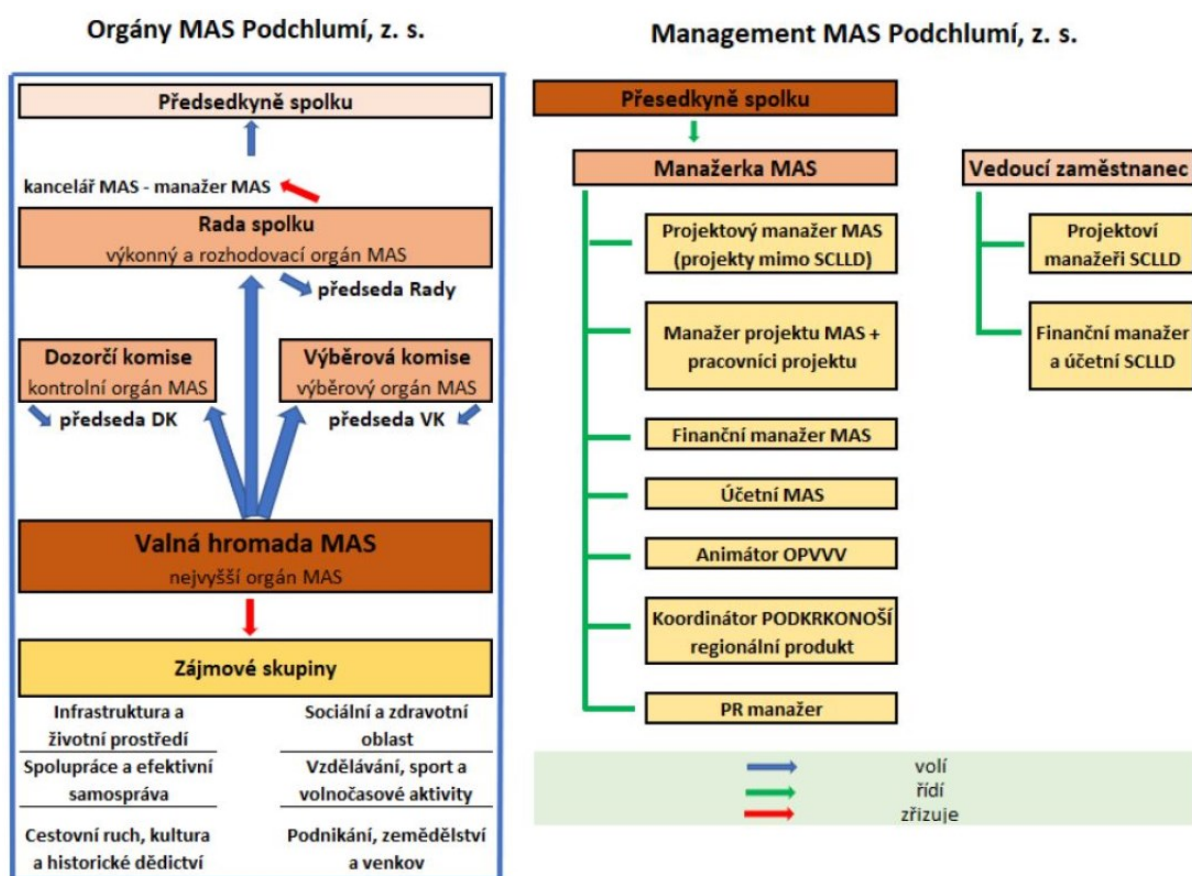 Orgány MAS Podchlumí, z. s.
Předsedkyně spolku
kancelář MAS - manažer MAS
Rada spolku
výkonný a rozhodovací orgán MAS
předseda Rady
Dozorčí komise
kontrolní orgán MAS
předseda DK
Výběrová komise
výběrový orgán MAS
předseda VK
Valná hromada MAS
nejvyšší orgán MAS
Zájmové skupiny
Infrastruktura a
životní prostředí
Sociální a zdravotní
oblast
Spolupráce a efektivní
samospráva
Vzdělávání, sport a
volnočasové aktivity
Cestovní ruch, kultura
a historické dědictví
Podnikání, zemědělství
a venkov
Management MAS Podchlumí, z. s.
Přesedkyně spolku
Manažerka MAS
Projektový manažer MAS
(projekty mimo SCLLD)
Manažer projektu MAS +
pracovníci projektu
Finanční manažer MAS
Účetní MAS
Animátor OPVVV
Koordinátor PODKRKONOŠÍ
regionální produkt
PR manažer
Vedoucí zaměstnanec
Projektoví
manažeři SCLLD
Finanční manažer
a účetní SCLLD
volí
řídí
zřizuje